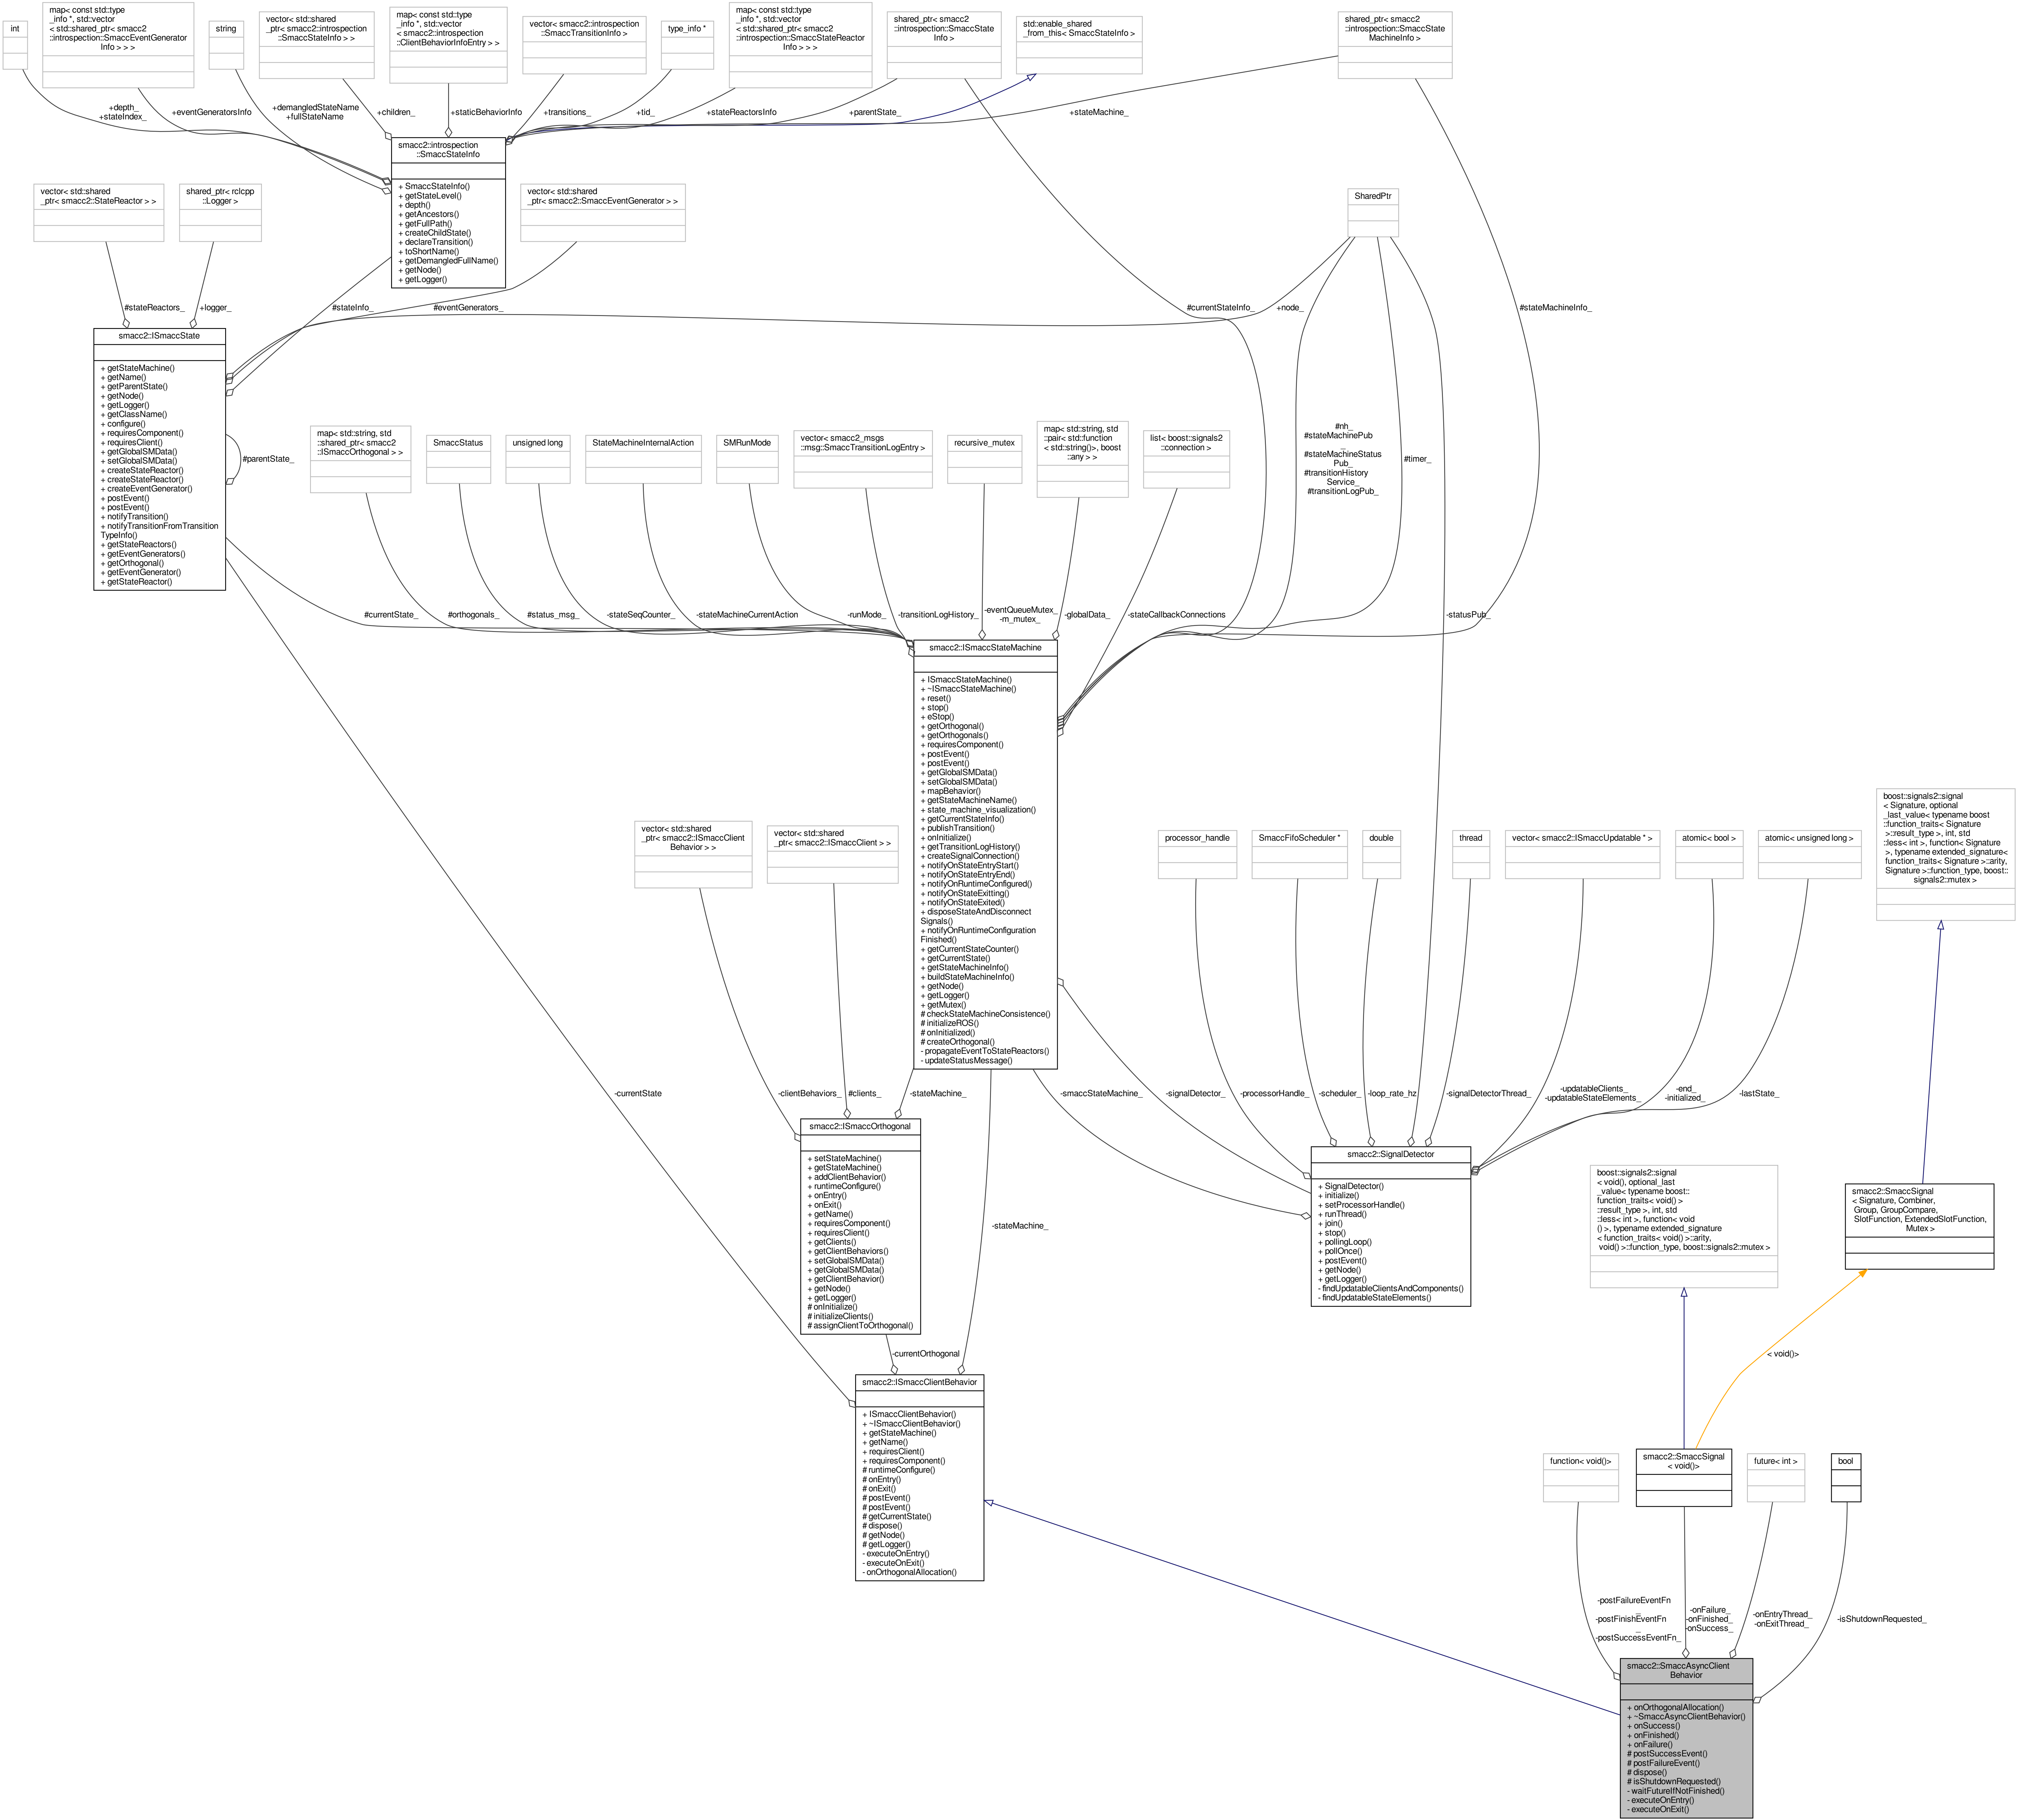 int
map< const std::type
_info *, std::vector
< std::shared_ptr< smacc2
::introspection::SmaccEventGenerator
Info > > >
string
vector< std::shared
_ptr< smacc2::introspection
::SmaccStateInfo > >
map< const std::type
_info *, std::vector
< smacc2::introspection
::ClientBehaviorInfoEntry > >
vector< smacc2::introspection
::SmaccTransitionInfo >
type_info *
map< const std::type
_info *, std::vector
< std::shared_ptr< smacc2
::introspection::SmaccStateReactor
Info > > >
shared_ptr< smacc2
::introspection::SmaccState
Info >
std::enable_shared
_from_this< SmaccStateInfo >
shared_ptr< smacc2
::introspection::SmaccState
MachineInfo >
+depth_
+stateIndex_
+eventGeneratorsInfo
+demangledStateName
+fullStateName
+children_
+staticBehaviorInfo
+transitions_
+tid_
+stateReactorsInfo
+parentState_
+stateMachine_
smacc2::introspection
::SmaccStateInfo
+ SmaccStateInfo()
+ getStateLevel()
+ depth()
+ getAncestors()
+ getFullPath()
+ createChildState()
+ declareTransition()
+ toShortName()
+ getDemangledFullName()
+ getNode()
+ getLogger()
vector< std::shared
_ptr< smacc2::StateReactor > >
shared_ptr< rclcpp
::Logger >
vector< std::shared
_ptr< smacc2::SmaccEventGenerator > >
SharedPtr
#stateReactors_
+logger_
#stateInfo_
#eventGenerators_
#currentStateInfo_
+node_
#stateMachineInfo_
smacc2::ISmaccState
+ getStateMachine()
+ getName()
+ getParentState()
+ getNode()
+ getLogger()
+ getClassName()
+ configure()
+ requiresComponent()
+ requiresClient()
+ getGlobalSMData()
+ setGlobalSMData()
+ createStateReactor()
+ createStateReactor()
+ createEventGenerator()
+ postEvent()
+ postEvent()
+ notifyTransition()
+ notifyTransitionFromTransition
TypeInfo()
+ getStateReactors()
+ getEventGenerators()
+ getOrthogonal()
+ getEventGenerator()
+ getStateReactor()
#parentState_
map< std::string, std
::shared_ptr< smacc2
::ISmaccOrthogonal > >
SmaccStatus
unsigned long
StateMachineInternalAction
SMRunMode
vector< smacc2_msgs
::msg::SmaccTransitionLogEntry >
recursive_mutex
map< std::string, std
::pair< std::function
< std::string()>, boost
::any > >
list< boost::signals2
::connection >
#nh_
#stateMachinePub
_
#stateMachineStatus
Pub_
#transitionHistory
Service_
#transitionLogPub_
#timer_
#currentState_
#orthogonals_
#status_msg_
-stateSeqCounter_
-stateMachineCurrentAction
-runMode_
-transitionLogHistory_
-eventQueueMutex_
-m_mutex_
-globalData_
-stateCallbackConnections
-statusPub_
smacc2::ISmaccStateMachine
+ ISmaccStateMachine()
+ ~ISmaccStateMachine()
+ reset()
+ stop()
+ eStop()
+ getOrthogonal()
+ getOrthogonals()
+ requiresComponent()
+ postEvent()
+ postEvent()
+ getGlobalSMData()
+ setGlobalSMData()
+ mapBehavior()
+ getStateMachineName()
+ state_machine_visualization()
+ getCurrentStateInfo()
+ publishTransition()
+ onInitialize()
+ getTransitionLogHistory()
+ createSignalConnection()
+ notifyOnStateEntryStart()
+ notifyOnStateEntryEnd()
+ notifyOnRuntimeConfigured()
+ notifyOnStateExitting()
+ notifyOnStateExited()
+ disposeStateAndDisconnect
Signals()
+ notifyOnRuntimeConfiguration
Finished()
+ getCurrentStateCounter()
+ getCurrentState()
+ getStateMachineInfo()
+ buildStateMachineInfo()
+ getNode()
+ getLogger()
+ getMutex()
# checkStateMachineConsistence()
# initializeROS()
# onInitialized()
# createOrthogonal()
- propagateEventToStateReactors()
- updateStatusMessage()
vector< std::shared
_ptr< smacc2::ISmaccClient
Behavior > >
vector< std::shared
_ptr< smacc2::ISmaccClient > >
processor_handle
SmaccFifoScheduler *
double
thread
vector< smacc2::ISmaccUpdatable * >
atomic< bool >
atomic< unsigned long >
boost::signals2::signal
< Signature, optional
_last_value< typename boost
::function_traits< Signature
>::result_type >, int, std
::less< int >, function< Signature
>, typename extended_signature<
function_traits< Signature >::arity,
Signature >::function_type, boost::
signals2::mutex >
-currentState
-clientBehaviors_
#clients_
-stateMachine_
-smaccStateMachine_
-signalDetector_
-processorHandle_
-scheduler_
-loop_rate_hz
-signalDetectorThread_
-updatableClients_
-updatableStateElements_
-end_
-initialized_
-lastState_
smacc2::ISmaccOrthogonal
+ setStateMachine()
+ getStateMachine()
+ addClientBehavior()
+ runtimeConfigure()
+ onEntry()
+ onExit()
+ getName()
+ requiresComponent()
+ requiresClient()
+ getClients()
+ getClientBehaviors()
+ setGlobalSMData()
+ getGlobalSMData()
+ getClientBehavior()
+ getNode()
+ getLogger()
# onInitialize()
# initializeClients()
# assignClientToOrthogonal()
-stateMachine_
smacc2::SignalDetector
+ SignalDetector()
+ initialize()
+ setProcessorHandle()
+ runThread()
+ join()
+ stop()
+ pollingLoop()
+ pollOnce()
+ postEvent()
+ getNode()
+ getLogger()
- findUpdatableClientsAndComponents()
- findUpdatableStateElements()
boost::signals2::signal
< void(), optional_last
_value< typename boost::
function_traits< void() >
::result_type >, int, std
::less< int >, function< void
() >, typename extended_signature
< function_traits< void() >::arity,
void() >::function_type, boost::signals2::mutex >
smacc2::SmaccSignal
< Signature, Combiner,
Group, GroupCompare,
SlotFunction, ExtendedSlotFunction,
Mutex >
-currentOrthogonal
< void()>
smacc2::ISmaccClientBehavior
+ ISmaccClientBehavior()
+ ~ISmaccClientBehavior()
+ getStateMachine()
+ getName()
+ requiresClient()
+ requiresComponent()
# runtimeConfigure()
# onEntry()
# onExit()
# postEvent()
# postEvent()
# getCurrentState()
# dispose()
# getNode()
# getLogger()
- executeOnEntry()
- executeOnExit()
- onOrthogonalAllocation()
function< void()>
smacc2::SmaccSignal
< void()>
future< int >
bool
-postFailureEventFn
_
-postFinishEventFn
_
-postSuccessEventFn_
-onFailure_
-onFinished_
-onSuccess_
-onEntryThread_
-onExitThread_
-isShutdownRequested_
smacc2::SmaccAsyncClient
Behavior
+ onOrthogonalAllocation()
+ ~SmaccAsyncClientBehavior()
+ onSuccess()
+ onFinished()
+ onFailure()
# postSuccessEvent()
# postFailureEvent()
# dispose()
# isShutdownRequested()
- waitFutureIfNotFinished()
- executeOnEntry()
- executeOnExit()